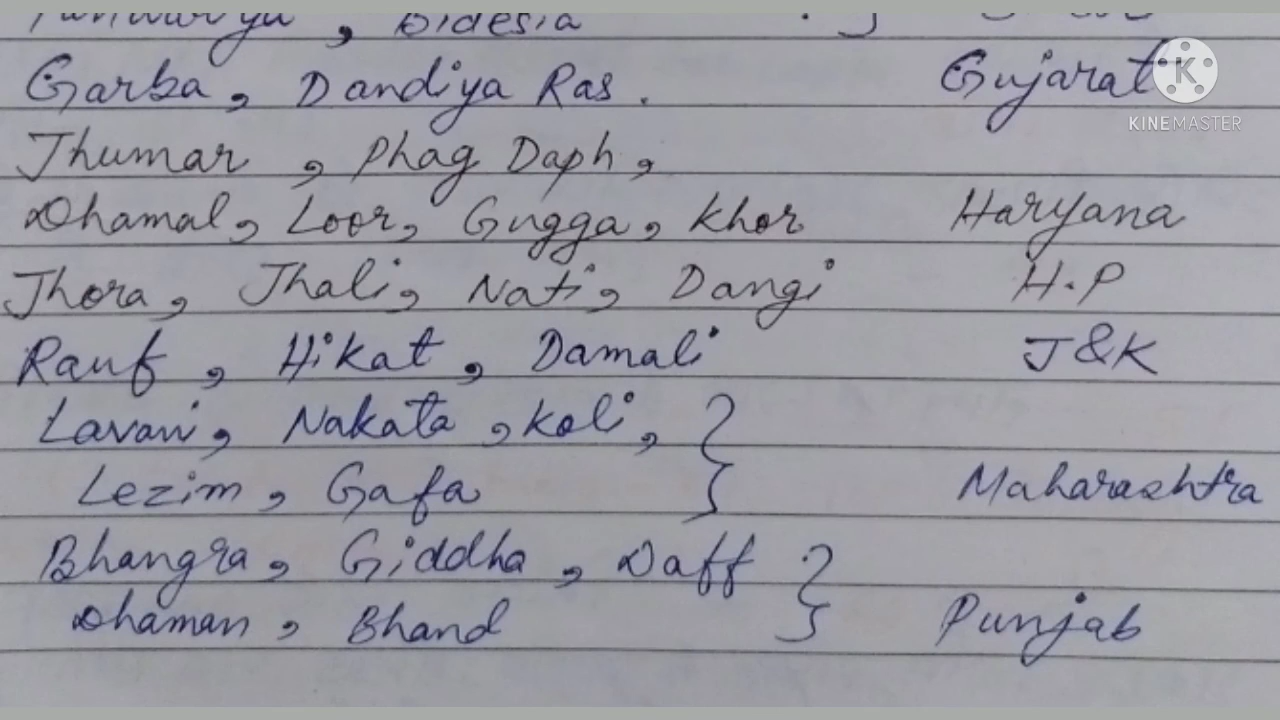 , Bidesia
Garba, Dandiya Ras. Gujarat
KINEMASTER
Jhumar, Phag Daph,
Dhamal, Loor, Gugga, Khor Haryana
Jhora, Jhali, Nati, Dangi H.P
Rauf, Hikat, Damali J&K
Lavani, Nakata, Koli,
Lezim, Gafa Maharashtra
Bhangra, Giddha, Daff
Dhaman, Bhand Punjab